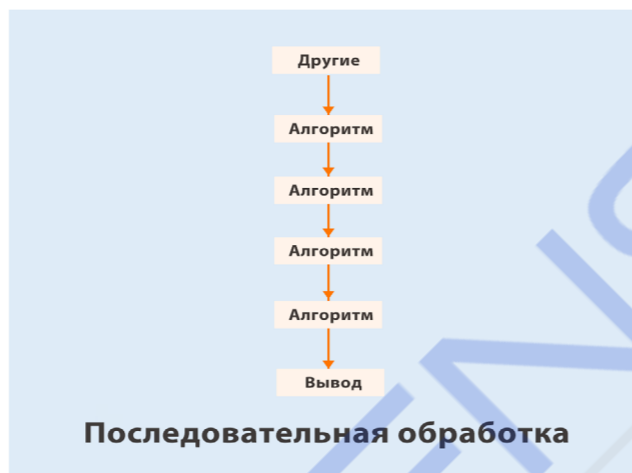 Другие
Алгоритм
Алгоритм
Алгоритм
Алгоритм
Вывод
Последовательная обработка